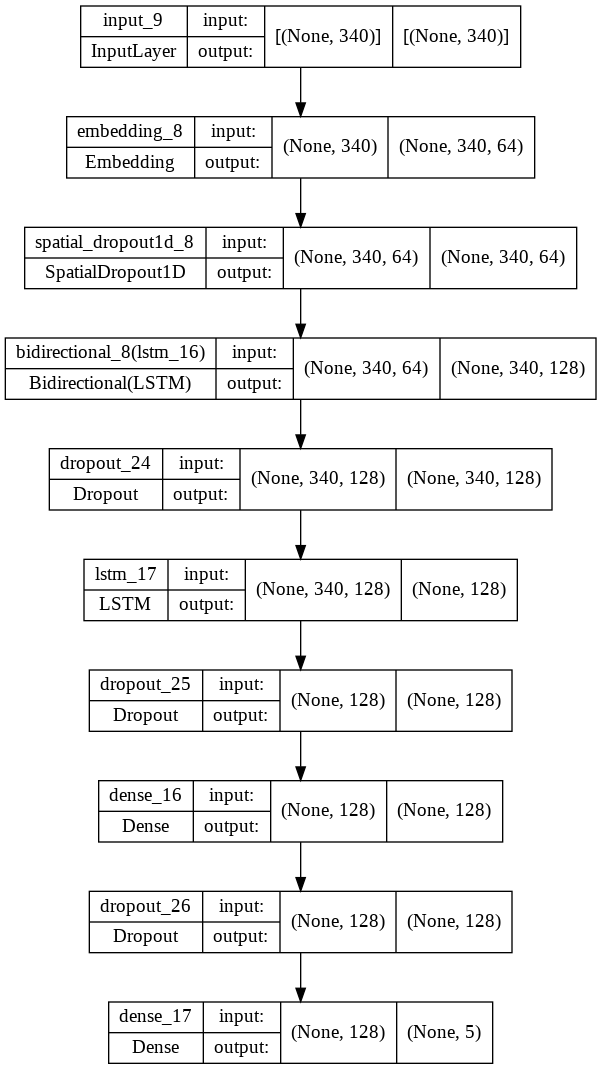 input_9 input: [(None, 340)] [(None, 340)]
InputLayer output:
embedding_8 input: (None, 340) (None, 340, 64)
Embedding output:
spatial_dropout1d_8 input: (None, 340, 64) (None, 340, 64)
SpatialDropout1D output:
bidirectional_8(lstm_16) input: (None, 340, 64) (None, 340, 128)
Bidirectional(LSTM) output:
dropout_24 input: (None, 340, 128) (None, 340, 128)
Dropout output:
lstm_17 input: (None, 340, 128) (None, 128)
LSTM output:
dropout_25 input: (None, 128) (None, 128)
Dropout output:
dense_16 input: (None, 128) (None, 128)
Dense output:
dropout_26 input: (None, 128) (None, 128)
Dropout output:
dense_17 input: (None, 128) (None, 5)
Dense output: